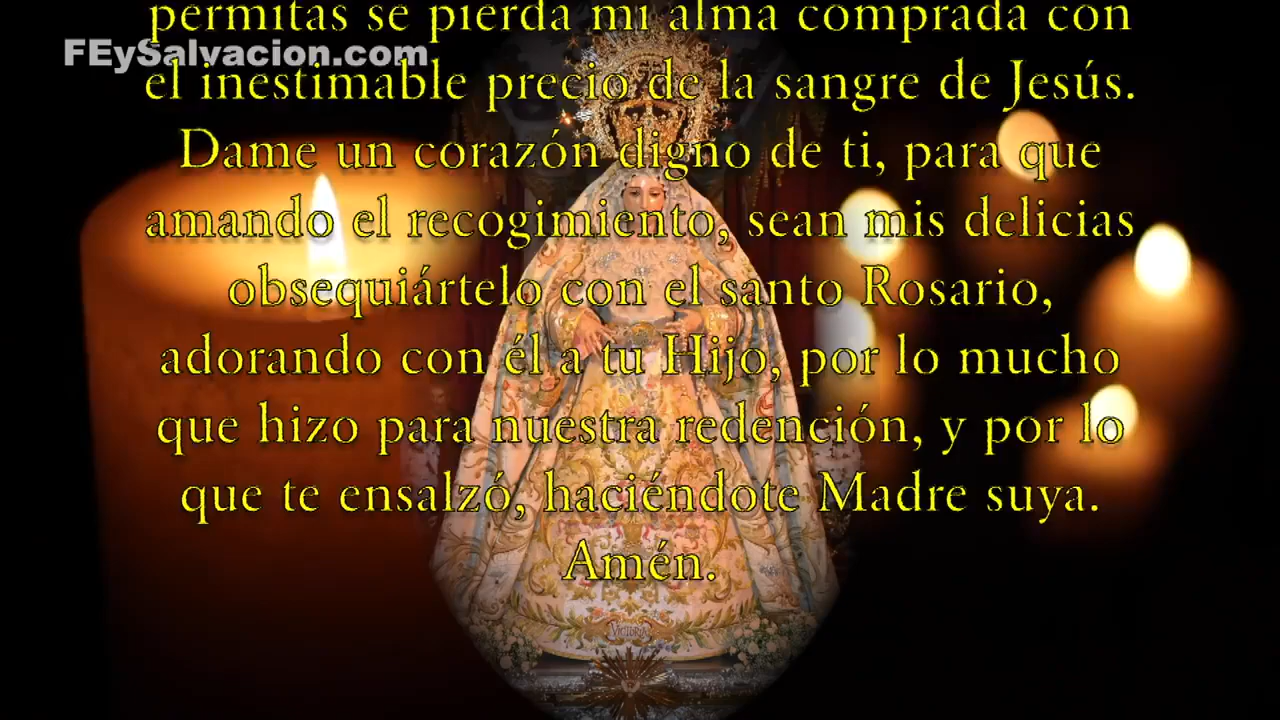 permitas se pierda mi alma comprada con
FEySalvacion.com
el inestimable precio de la sangre de Jesús.
Dame un corazón digno de ti, para que
amando el recogimiento, sean mis delicias
obsequiártelo con el santo Rosario,
adorando con él a tu Hijo, por lo mucho
que hizo para nuestra redención, y por lo
que te ensalzó, haciéndote Madre suya.
Amén.
VICTORIA